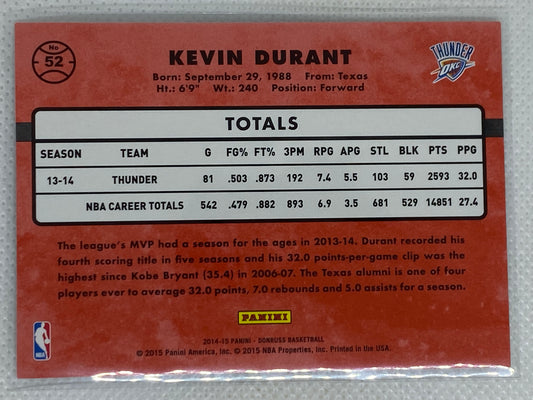 No
52
KEVIN DURANT
Born: September 29, 1988 From: Texas
Ht.: 6'9" Wt.: 240 Position: Forward
THUNDER
OKC
TOTALS
SEASON TEAM G FG% FT% 3PM RPG APG STL BLK PTS PPG
13-14 THUNDER 81 .503 .873 192 7.4 5.5 103 59 2593 32.0
NBA CAREER TOTALS 542 .479 .882 893 6.9 3.5 681 529 14851 27.4
The league's MVP had a season for the ages in 2013-14. Durant recorded his
fourth scoring title in five seasons and his 32.0 points-per-game clip was the
highest since Kobe Bryant (35.4) in 2006-07. The Texas alumni is one of four
players ever to average 32.0 points, 7.0 rebounds and 5.0 assists for a season.
PANINI
NBA
2014-15 PANINI - DONRUSS BASKETBALL
© 2015 Panini America, Inc. © 2015 NBA Properties, Inc. Printed in the USA.